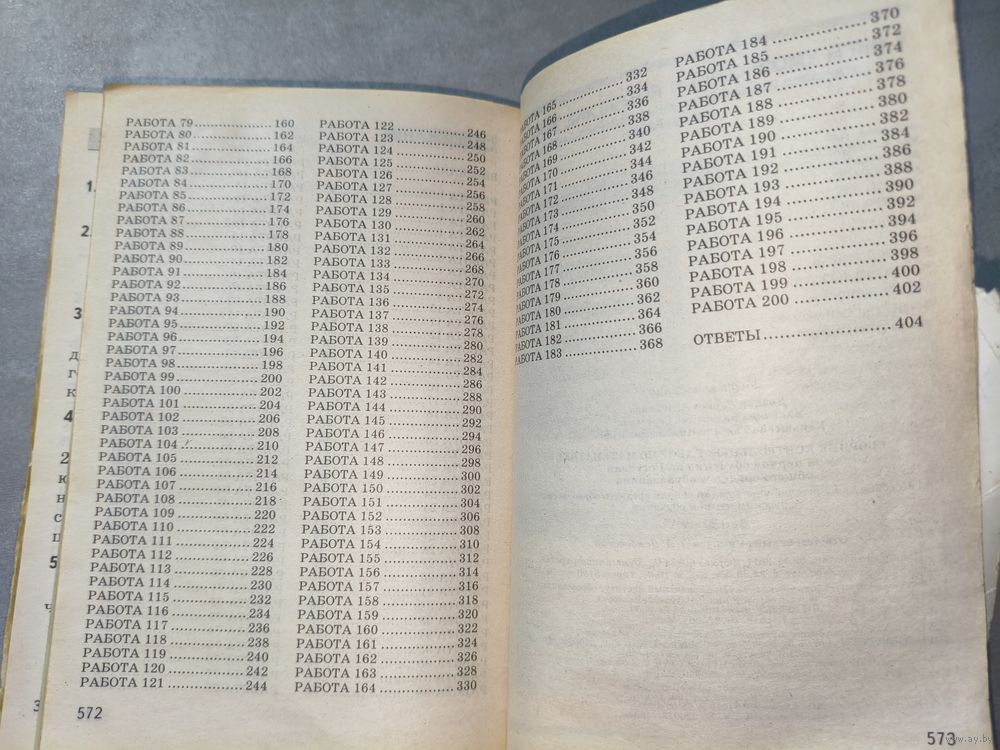 1.
2.
3
4
2
5
3
РАБОТА 79 160
РАБОТА 80 162
РАБОТА 81 164
РАБОТА 82 166
РАБОТА 83 168
РАБОТА 84 170
РАБОТА 85 172
РАБОТА 86 174
РАБОТА 87 176
РАБОТА 88 178
РАБОТА 89 180
РАБОТА 90 182
РАБОТА 91 184
РАБОТА 92 186
РАБОТА 93 188
РАБОТА 94 190
РАБОТА 95 192
РАБОТА 96 194
РАБОТА 97 196
РАБОТА 98 198
РАБОТА 99 200
РАБОТА 100 202
РАБОТА 101 204
РАБОТА 102 206
РАБОТА 103 208
РАБОТА 104 210
РАБОТА 105 212
РАБОТА 106 214
РАБОТА 107 216
РАБОТА 108 218
РАБОТА 109 220
РАБОТА 110 222
РАБОТА 111 224
РАБОТА 112 226
РАБОТА 113 228
РАБОТА 114 230
РАБОТА 115 232
РАБОТА 116 234
РАБОТА 117 236
РАБОТА 118 238
РАБОТА 119 240
РАБОТА 120 242
РАБОТА 121 244
РАБОТА 122 246
РАБОТА 123 248
РАБОТА 124 250
РАБОТА 125 252
РАБОТА 126 254
РАБОТА 127 256
РАБОТА 128 258
РАБОТА 129 260
РАБОТА 130 262
РАБОТА 131 264
РАБОТА 132 266
РАБОТА 133 268
РАБОТА 134 270
РАБОТА 135 272
РАБОТА 136 274
РАБОТА 137 276
РАБОТА 138 278
РАБОТА 139 280
РАБОТА 140 282
РАБОТА 141 284
РАБОТА 142 286
РАБОТА 143 288
РАБОТА 144 290
РАБОТА 145 292
РАБОТА 146 294
РАБОТА 147 296
РАБОТА 148 298
РАБОТА 149 300
РАБОТА 150 302
РАБОТА 151 304
РАБОТА 152 306
РАБОТА 153 308
РАБОТА 154 310
РАБОТА 155 312
РАБОТА 156 314
РАБОТА 157 316
РАБОТА 158 318
РАБОТА 159 320
РАБОТА 160 322
РАБОТА 161 324
РАБОТА 162 326
РАБОТА 163 328
РАБОТА 164 330
572
РАБОТА 165 332
РАБОТА 166 334
РАБОТА 167 336
РАБОТА 168 338
РАБОТА 169 340
РАБОТА 170 342
РАБОТА 171 344
РАБОТА 172 346
РАБОТА 173 348
РАБОТА 174 350
РАБОТА 175 352
РАБОТА 176 354
РАБОТА 177 356
РАБОТА 178 358
РАБОТА 179 360
РАБОТА 180 362
РАБОТА 181 364
РАБОТА 182 366
РАБОТА 183 368
РАБОТА 184 370
РАБОТА 185 372
РАБОТА 186 374
РАБОТА 187 376
РАБОТА 188 378
РАБОТА 189 380
РАБОТА 190 382
РАБОТА 191 384
РАБОТА 192 386
РАБОТА 193 388
РАБОТА 194 390
РАБОТА 195 392
РАБОТА 196 394
РАБОТА 197 396
РАБОТА 198 398
РАБОТА 199 400
РАБОТА 200 402
ОТВЕТЫ 404
573
www.ay.by